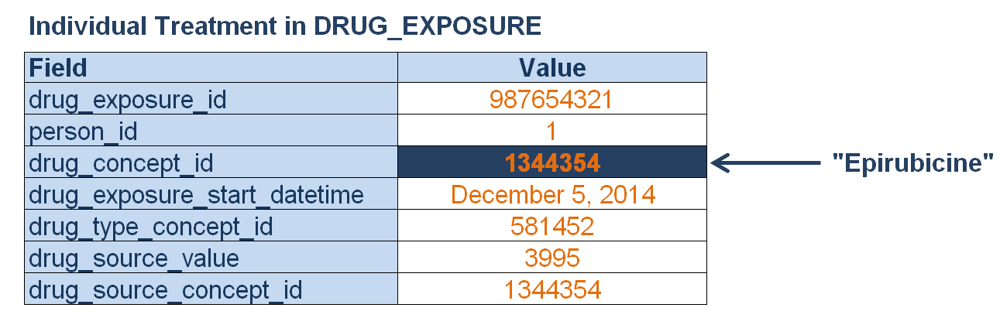 Individual Treatment in DRUG_EXPOSURE
Field Value
drug_exposure_id 987654321
person_id 1
drug_concept_id 1344354 "Epirubicine"
drug_exposure_start_datetime December 5, 2014
drug_type_concept_id 581452
drug_source_value 3995
drug_source_concept_id 1344354